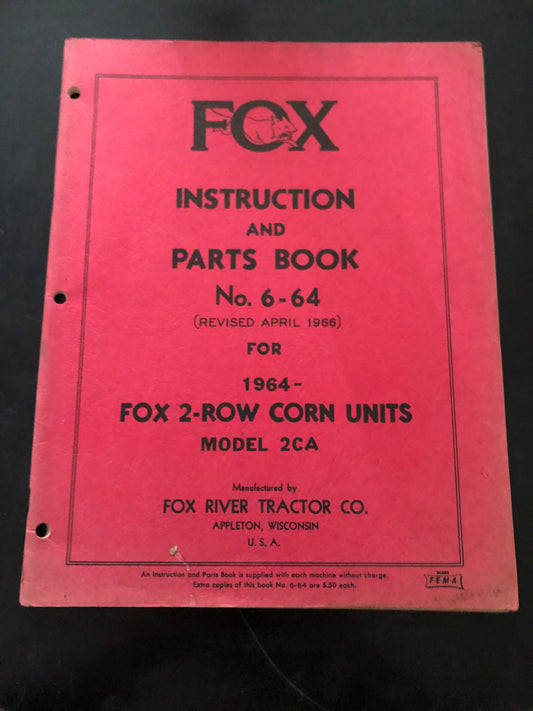 FOX
INSTRUCTION
AND
PARTS BOOK
No. 6-64
(REVISED APRIL 1966)
FOR
1964-
FOX 2-ROW CORN UNITS
MODEL 2CA
Manufactured by
FOX RIVER TRACTOR CO.
APPLETON, WISCONSIN
U. S. A.
An Instruction and Parts Book is supplied with each machine without charge.
Extra copies of this book No. 6-64 are $.50 each.
FEMA